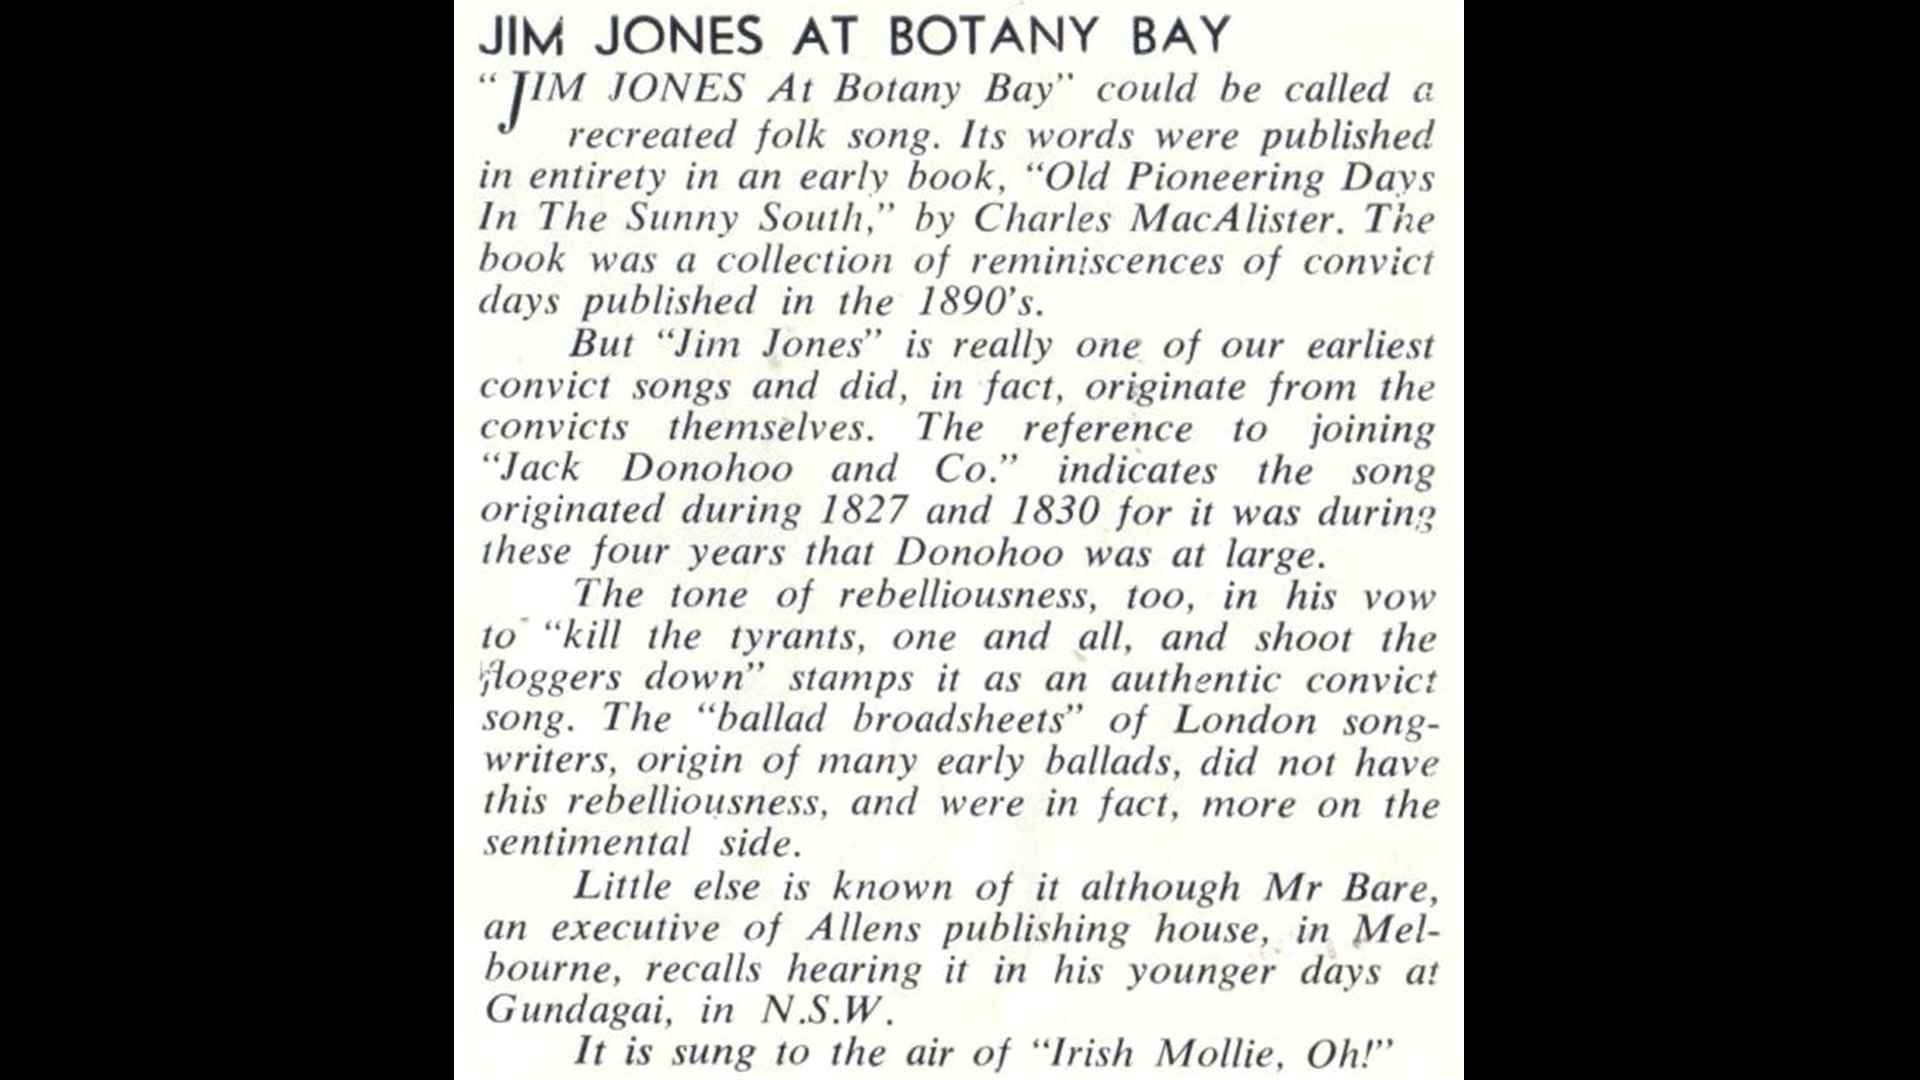 JIM JONES AT BOTANY BAY
“JIM JONES At Botany Bay” could be called a
recreated folk song. Its words were published
in entirety in an early book, “Old Pioneering Days
In The Sunny South,” by Charles MacAlister. The
book was a collection of reminiscences of convict
days published in the 1890’s.
But “Jim Jones” is really one of our earliest
convict songs and did, in fact, originate from the
convicts themselves. The reference to joining
“Jack Donohoo and Co.” indicates the song
originated during 1827 and 1830 for it was during
these four years that Donohoo was at large.
The tone of rebelliousness, too, in his vow
to “kill the tyrants, one and all, and shoot the
floggers down” stamps it as an authentic convict
song. The “ballad broadsheets” of London song-
writers, origin of many early ballads, did not have
this rebelliousness, and were in fact, more on the
sentimental side.
Little else is known of it although Mr Bare,
an executive of Allens publishing house, in Mel-
bourne, recalls hearing it in his younger days at
Gundagai, in N.S.W.
It is sung to the air of “Irish Mollie, Oh!”